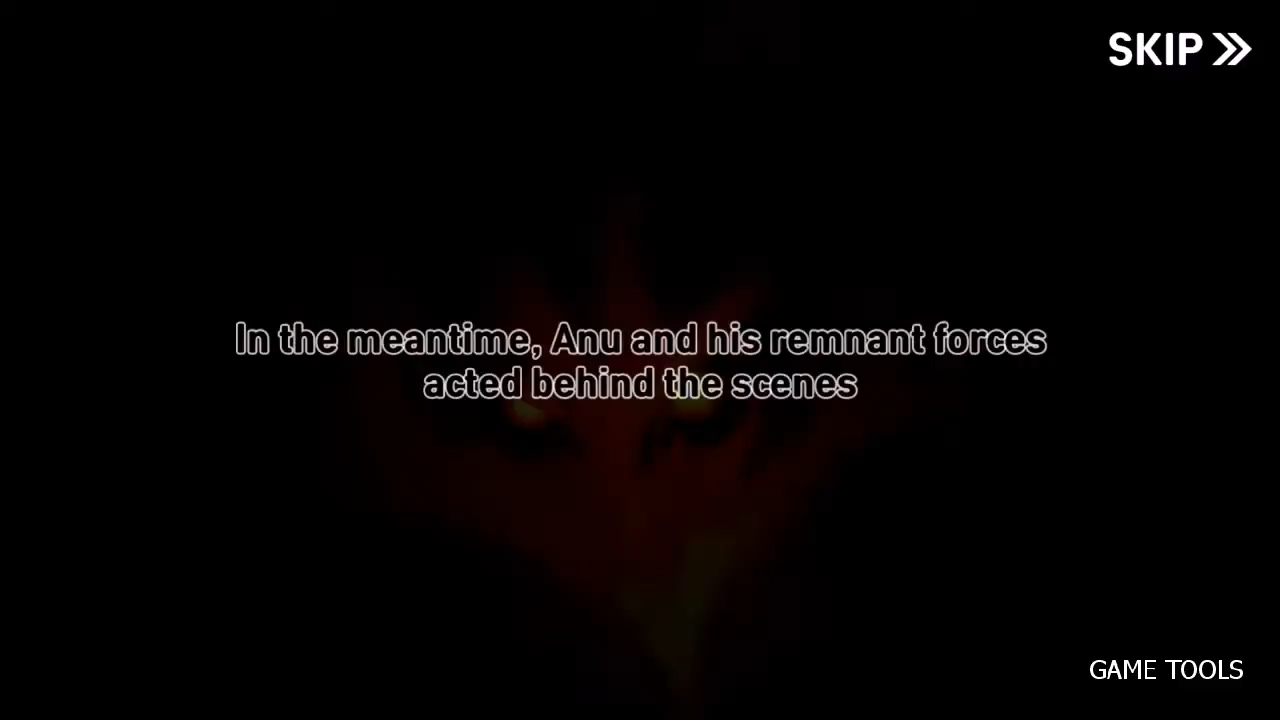 SKIP
In the meantime, Anu and his remnant forces
acted behind the scenes
GAME TOOLS